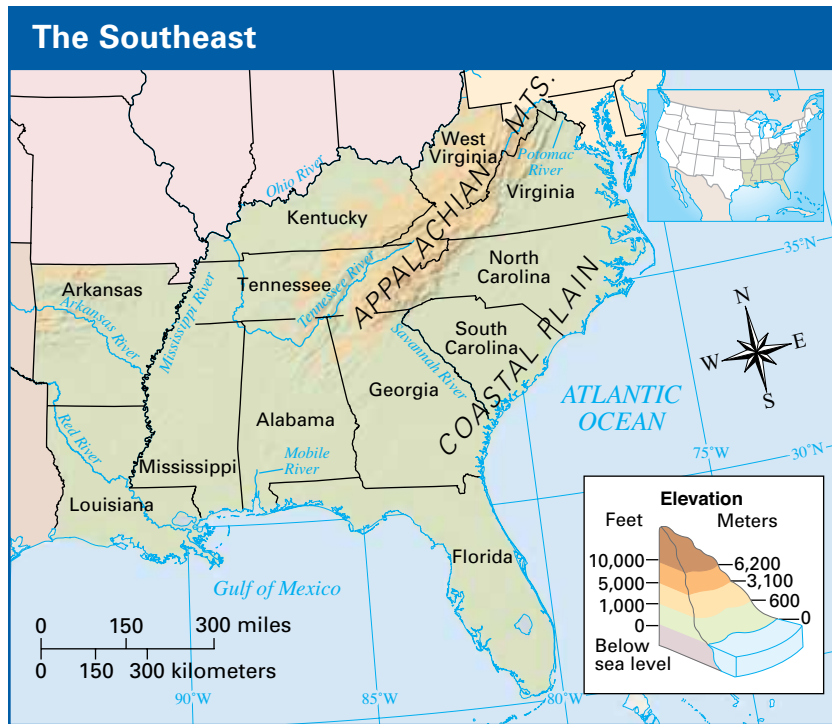 The Southeast
APPALACHIAN MTS.
West
Virginia
Potomac
River
Virginia
Ohio River
Kentucky
35°N
North
Carolina
Tennessee
Tennessee River
Arkansas
Arkansas River
Mississippi River
COASTAL PLAIN
South
Carolina
Savannah River
N
W
E
S
Georgia
ATLANTIC
OCEAN
Alabama
Red River
Mobile
River
Mississippi
75°W
30°N
Louisiana
Florida
Gulf of Mexico
Elevation
Feet Meters
10,000 6,200
5,000 3,100
1,000 600
0 0
Below
sea level
0 150 300 miles
0 150 300 kilometers
90°W 85°W 80°W